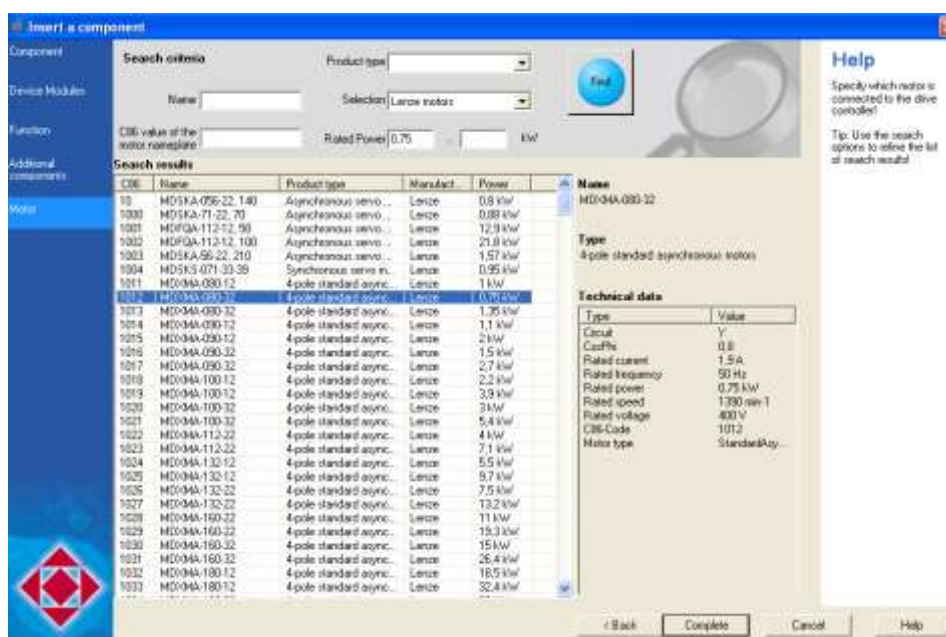 Insert a component
Component
Device Modules
Function
Additional
components
Motor
Search criteria
Product type
Name
Selection Lenze motors
C86 value of the
motor nameplate
Rated Power 0.75 - kW
Find
Search results
C86 Name Product type Manufact... Power
10 MDSKA-056-22, 140 Asynchronous servo ... Lenze 0,8 kW
1000 MDSKA-71-22, 70 Asynchronous servo ... Lenze 0,88 kW
1001 MDFQA-112-12, 50 Asynchronous servo ... Lenze 12,9 kW
1002 MDFQA-112-12, 100 Asynchronous servo ... Lenze 21,8 kW
1003 MDSKA-56-22, 210 Asynchronous servo ... Lenze 1,57 kW
1004 MDSKS-071-33-39 Synchronous servo m... Lenze 0,95 kW
1011 MDXMA-080-12 4-pole standard async... Lenze 1 kW
1012 MDXMA-080-32 4-pole standard async... Lenze 0,75 kW
1013 MDXMA-080-32 4-pole standard async... Lenze 1,35 kW
1014 MDXMA-090-12 4-pole standard async... Lenze 1,1 kW
1015 MDXMA-090-12 4-pole standard async... Lenze 2 kW
1016 MDXMA-090-32 4-pole standard async... Lenze 1,5 kW
1017 MDXMA-090-32 4-pole standard async... Lenze 2,7 kW
1018 MDXMA-100-12 4-pole standard async... Lenze 2,2 kW
1019 MDXMA-100-12 4-pole standard async... Lenze 3,9 kW
1020 MDXMA-100-32 4-pole standard async... Lenze 3 kW
1021 MDXMA-100-32 4-pole standard async... Lenze 5,4 kW
1022 MDXMA-112-22 4-pole standard async... Lenze 4 kW
1023 MDXMA-112-22 4-pole standard async... Lenze 7,1 kW
1024 MDXMA-132-12 4-pole standard async... Lenze 5,5 kW
1025 MDXMA-132-12 4-pole standard async... Lenze 9,7 kW
1026 MDXMA-132-22 4-pole standard async... Lenze 7,5 kW
1027 MDXMA-132-22 4-pole standard async... Lenze 13,2 kW
1028 MDXMA-160-22 4-pole standard async... Lenze 11 kW
1029 MDXMA-160-22 4-pole standard async... Lenze 19,3 kW
1030 MDXMA-160-32 4-pole standard async... Lenze 15 kW
1031 MDXMA-160-32 4-pole standard async... Lenze 26,4 kW
1032 MDXMA-180-12 4-pole standard async... Lenze 18,5 kW
1033 MDXMA-180-12 4-pole standard async... Lenze 32,4 kW
Name
MDXMA-080-32
Type
4-pole standard asynchronous motors
Technical data
Type Value
Circuit Y
CosPhi 0.8
Rated current 1.9 A
Rated frequency 50 Hz
Rated power 0.75 kW
Rated speed 1390 min-1
Rated voltage 400 V
C86-Code 1012
Motor type StandardAsy...
Help
Specify which motor is
connected to the drive
controller!
Tip: Use the search
options to refine the list
of search results!
< Back Complete Cancel Help